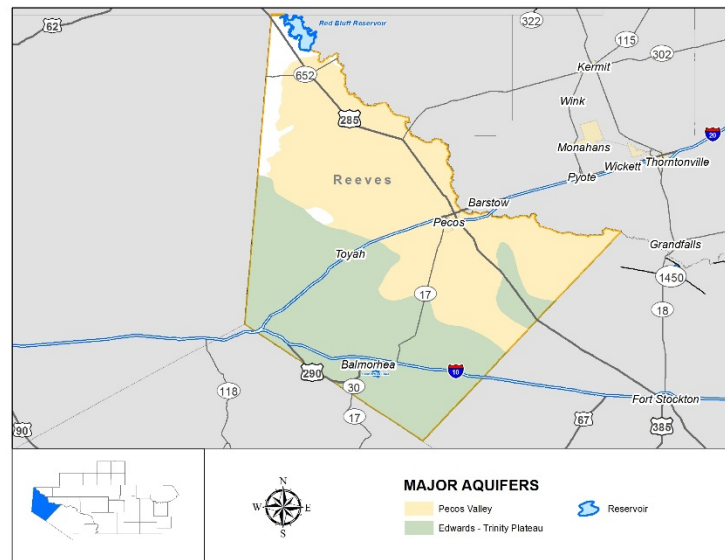 Red Bluff Reservoir
62
322
115
302
652
Kermit
Wink
285
20
Monahans
Thorntonville
Wickett
Reeves
Pyote
Barstow
Pecos
Grandfalls
Toyah
1450
17
18
Balmorhea
10
290
30
118
17
Fort Stockton
67
90
385
N
W E
S
MAJOR AQUIFERS
Pecos Valley
Reservoir
Edwards - Trinity Plateau